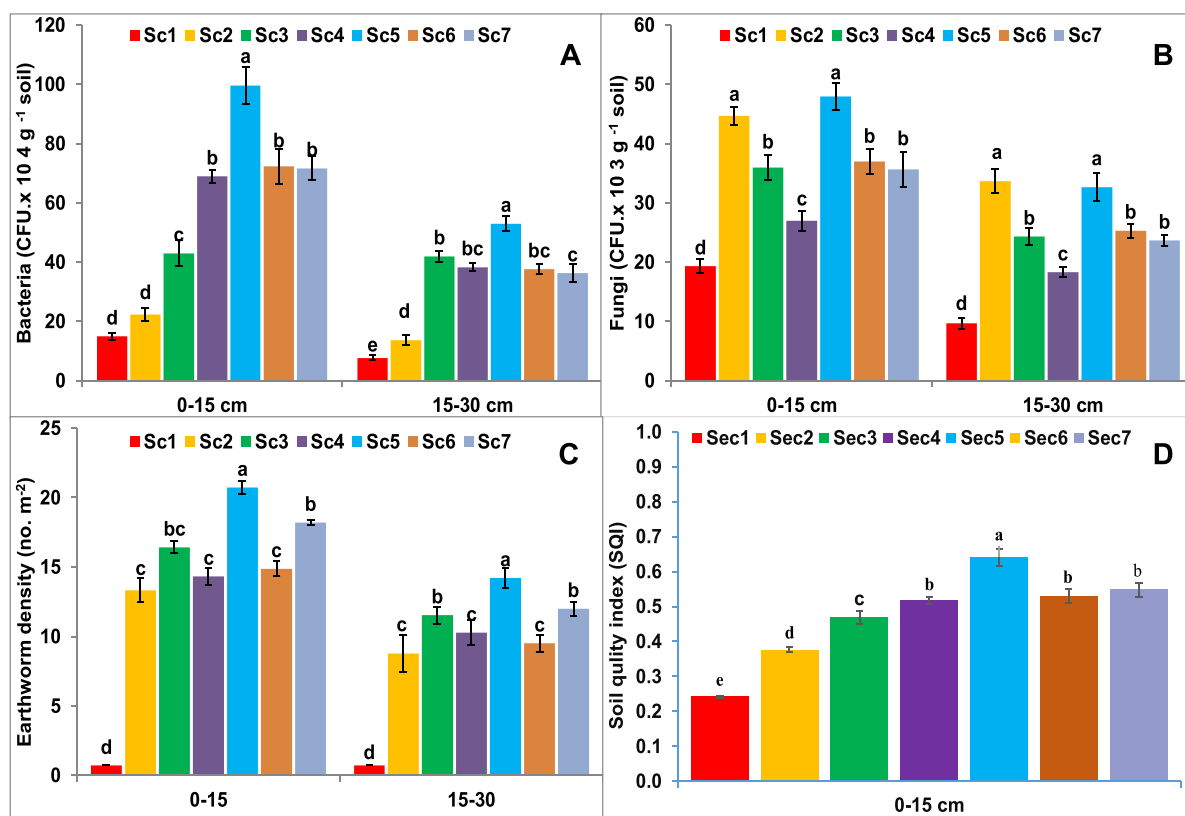 120
100
80
60
40
20
0
Bacteria (CFU.x 10 4 g -1 soil)
Sc1 Sc2 Sc3 Sc4 Sc5 Sc6 Sc7
A
d d c b a b b
e d b bc a bc c
0-15 cm 15-30 cm
60
50
40
30
20
10
0
Fungi (CFU.x 10 3 g -1 soil)
Sc1 Sc2 Sc3 Sc4 Sc5 Sc6 Sc7
B
d a b c a b b
d a b c a b b
0-15 cm 15-30 cm
25
20
15
10
5
0
Earthworm density (no. m-2)
Sc1 Sc2 Sc3 Sc4 Sc5 Sc6 Sc7
C
d c bc c a c b
d c b c a c b
0-15 15-30
1.0
0.9
0.8
0.7
0.6
0.5
0.4
0.3
0.2
0.1
0.0
Soil qulity index (SQI)
Sec1 Sec2 Sec3 Sec4 Sec5 Sec6 Sec7
D
e d c b a b b
0-15 cm